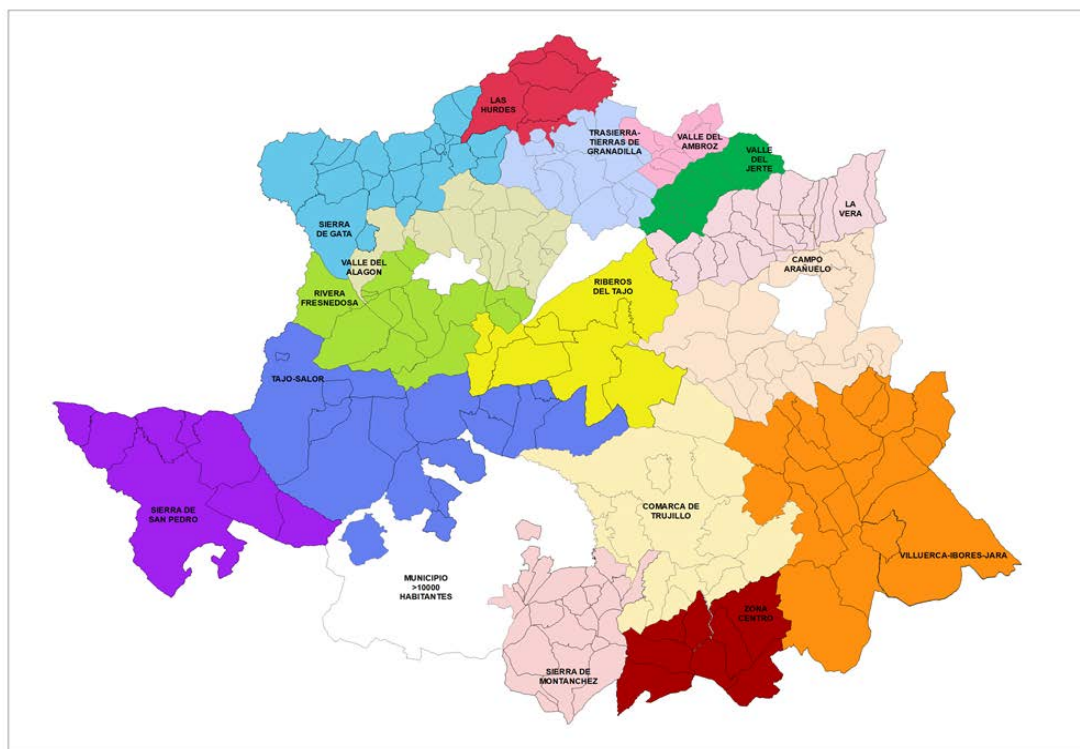 LAS
HURDES
TRASIERRA-
TIERRAS DE
GRANADILLA
VALLE DEL
AMBROZ
VALLE
DEL
JERTE
LA
VERA
SIERRA
DE GATA
VALLE DEL
ALAGON
CAMPO
ARAÑUELO
RIVERA
FRESNEDOSA
RIBEROS
DEL TAJO
TAJO-SALOR
SIERRA DE
SAN PEDRO
COMARCA DE
TRUJILLO
VILLUERCA-IBORES-JARA
MUNICIPIO
>10000
HABITANTES
ZONA
CENTRO
SIERRA DE
MONTANCHEZ